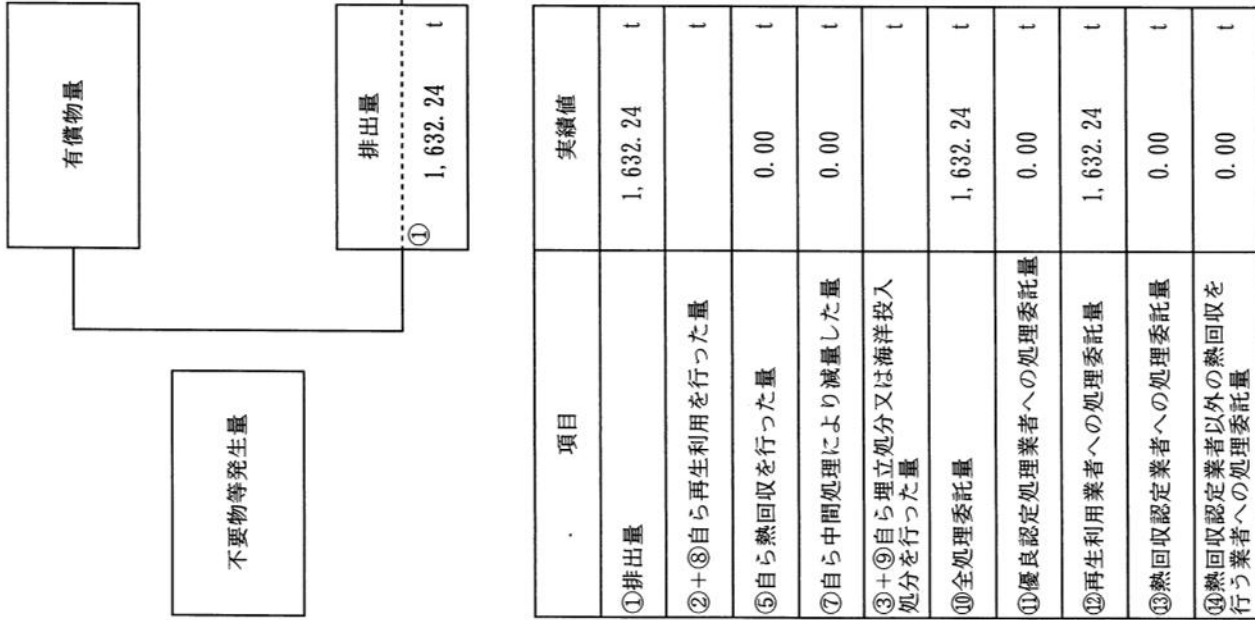 有償物量
不要物等発生量
排出量
① 1,632.24 t
項目 実績値
①排出量 1,632.24 t
②+⑧自ら再生利用を行った量 t
⑤自ら熱回収を行った量 0.00 t
⑦自ら中間処理により減量した量 0.00 t
③+⑨自ら埋立処分又は海洋投入
処分を行った量 t
⑩全処理委託量 1,632.24 t
⑪優良認定処理業者への処理委託量 0.00 t
⑫再生利用業者への処理委託量 1,632.24 t
⑬熱回収認定業者への処理委託量 0.00 t
⑭熱回収認定業者以外の熱回収を
行う業者への処理委託量 0.00 t